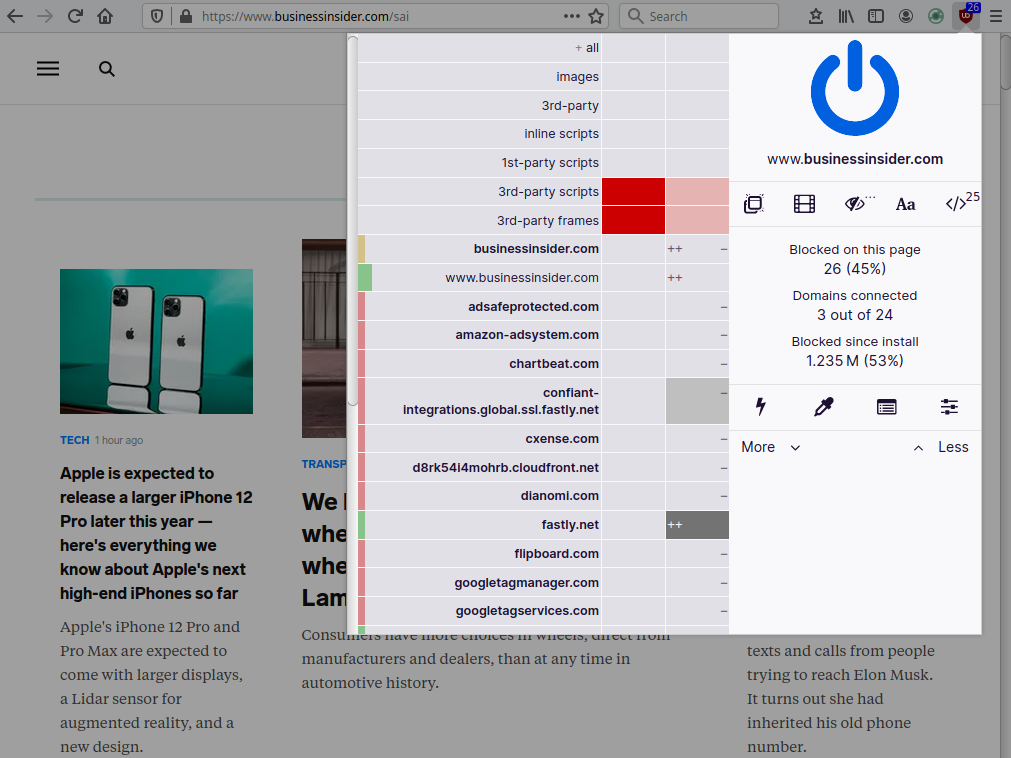 https://www.businessinsider.com/sai
Search
26
+ all
images
3rd-party
inline scripts
1st-party scripts
3rd-party scripts
3rd-party frames
businessinsider.com ++ –
www.businessinsider.com ++
adsafeprotected.com –
amazon-adsystem.com –
chartbeat.com –
confiant-
integrations.global.ssl.fastly.net –
cxense.com –
d8rk54i4mohrb.cloudfront.net –
dianomi.com –
fastly.net ++
flipboard.com –
googletagmanager.com –
googletagservices.com –
www.businessinsider.com
Aa
25
Blocked on this page
26 (45%)
Domains connected
3 out of 24
Blocked since install
1.235 M (53%)
More
Less
TECH 1 hour ago
Apple is expected to
release a larger iPhone 12
Pro later this year —
here's everything we
know about Apple's next
high-end iPhones so far
Apple's iPhone 12 Pro and
Pro Max are expected to
come with larger displays,
a Lidar sensor for
augmented reality, and a
new design.
TRANSP
We
whe
whe
Lam
Consumers have more choices in wheels, direct from
manufacturers and dealers, than at any time in
automotive history.
texts and calls from people
trying to reach Elon Musk.
It turns out she had
inherited his old phone
number.